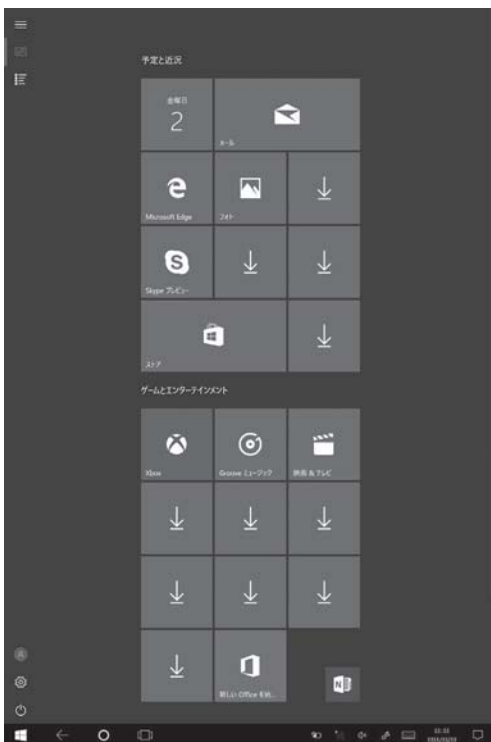 予定と近況
金曜日
2
メール
Microsoft Edge
フォト
Skype プレビュー
ストア
ゲームとエンターテインメント
Xbox
Groove ミュージック
映画 & テレビ
新しい Office を始...